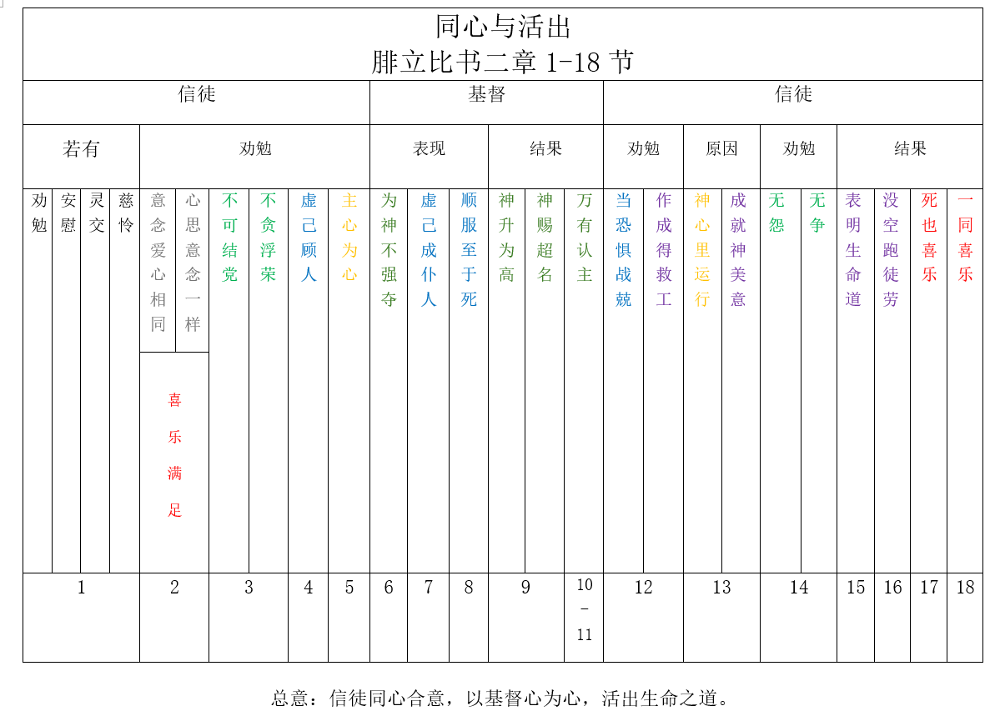 同心与活出
腓立比书二章1-18节
信徒
基督
信徒
若有
劝勉
表现
结果
劝勉
原因
劝勉
结果
劝勉
安慰
灵交
慈怜
意念爱心相同
心思意念一样
不可结党
不贪浮荣
虚己顾人
主心为心
为神不强夺
虚己成仆人
顺服至于死
神升为高
神赐超名
万有认主
当恐惧战兢
作成得救工
神心里运行
成就神美意
无怨
无争
表明生命道
没空跑徒劳
死也喜乐
一同喜乐
喜乐满足
1
2
3
4
5
6
7
8
9
10-11
12
13
14
15
16
17
18
总意：信徒同心合意，以基督心为心，活出生命之道。